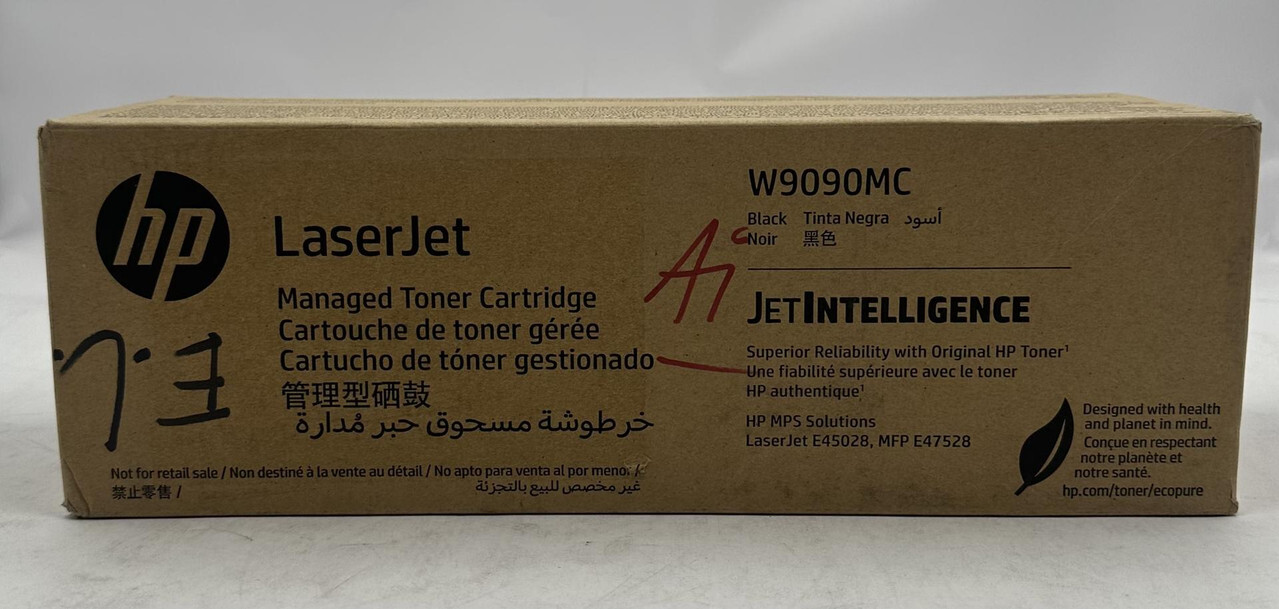 hp
LaserJet
Managed Toner Cartridge
Cartouche de toner gérée
Cartucho de tóner gestionado
管理型硒鼓
خرطوشة مسحوق حبر مُدارة
Not for retail sale / Non destiné à la vente au détail / No apto para venta al por menor /
禁止零售 / غير مخصص للبيع بالتجزئة
W9090MC
Black Tinta Negra أسود
Noir 黑色
JETINTELLIGENCE
Superior Reliability with Original HP Toner¹
Une fiabilité supérieure avec le toner
HP authentique¹
HP MPS Solutions
LaserJet E45028, MFP E47528
Designed with health
and planet in mind.
Conçue en respectant
notre planète et
notre santé.
hp.com/toner/ecopure